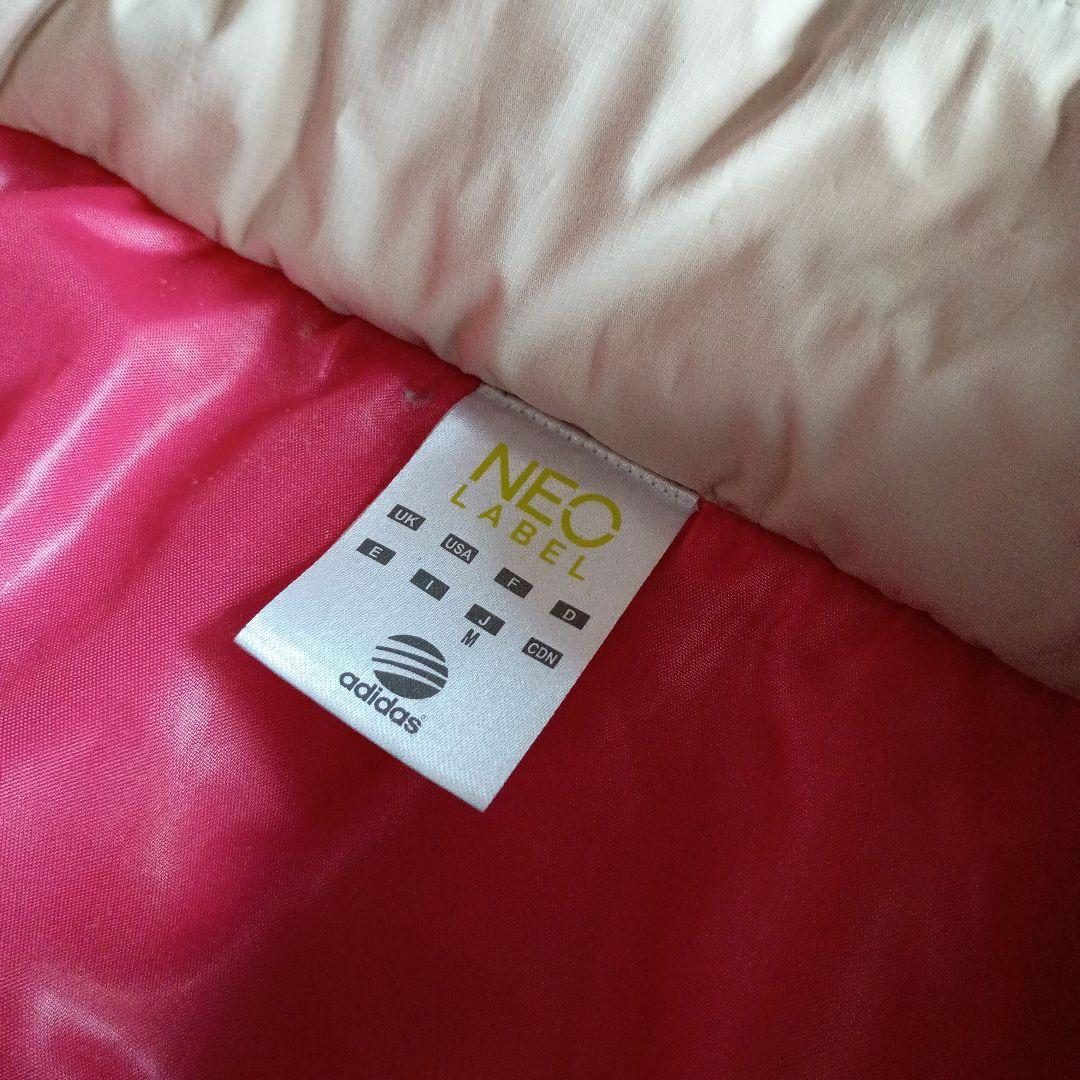 NEO
LABEL
UK USA F D
E I J CDN
M
adidas®